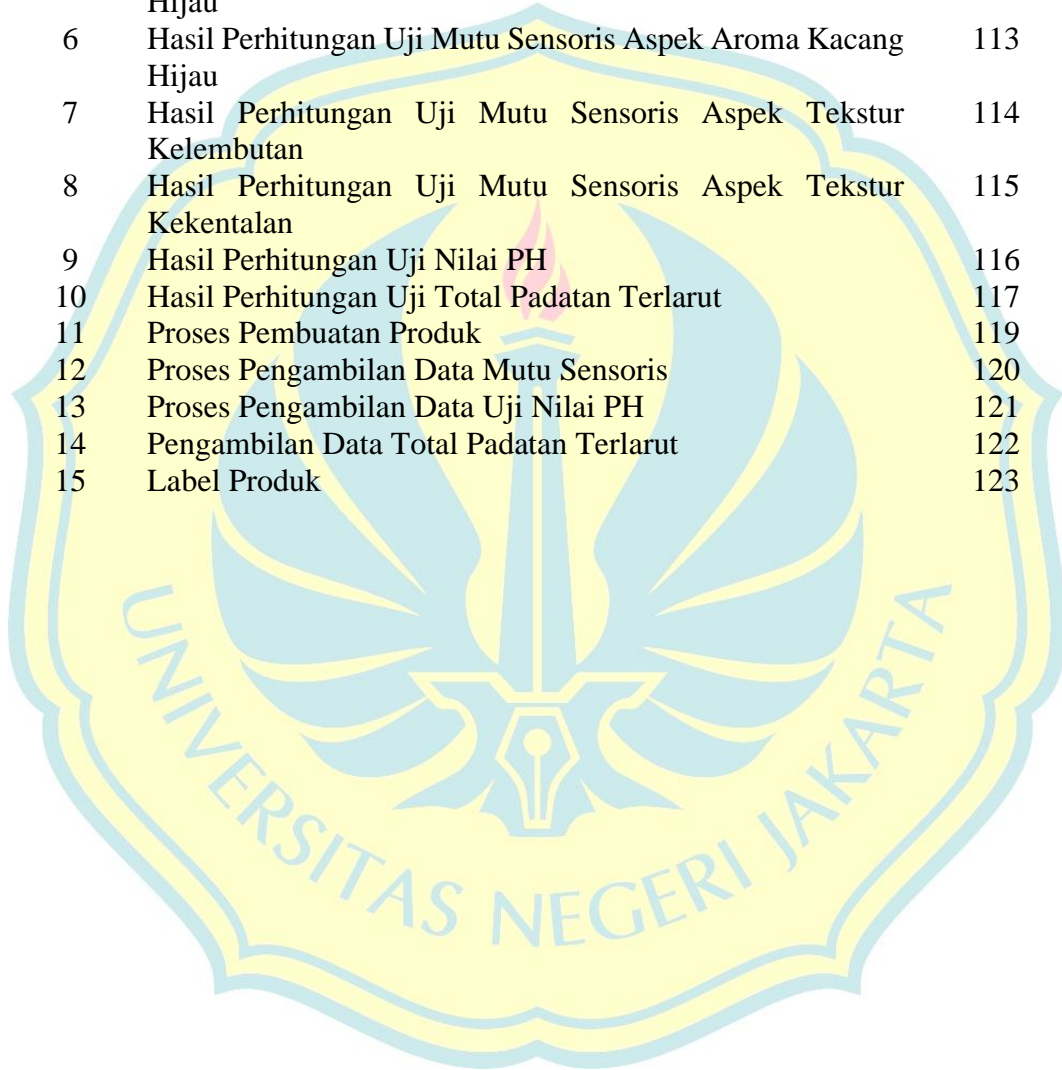 Hijau
6 Hasil Perhitungan Uji Mutu Sensoris Aspek Aroma Kacang 113
Hijau
7 Hasil Perhitungan Uji Mutu Sensoris Aspek Tekstur 114
Kelembutan
8 Hasil Perhitungan Uji Mutu Sensoris Aspek Tekstur 115
Kekentalan
9 Hasil Perhitungan Uji Nilai PH 116
10 Hasil Perhitungan Uji Total Padatan Terlarut 117
11 Proses Pembuatan Produk 119
12 Proses Pengambilan Data Mutu Sensoris 120
13 Proses Pengambilan Data Uji Nilai PH 121
14 Pengambilan Data Total Padatan Terlarut 122
15 Label Produk 123
UNIVERSITAS NEGERI JAKARTA